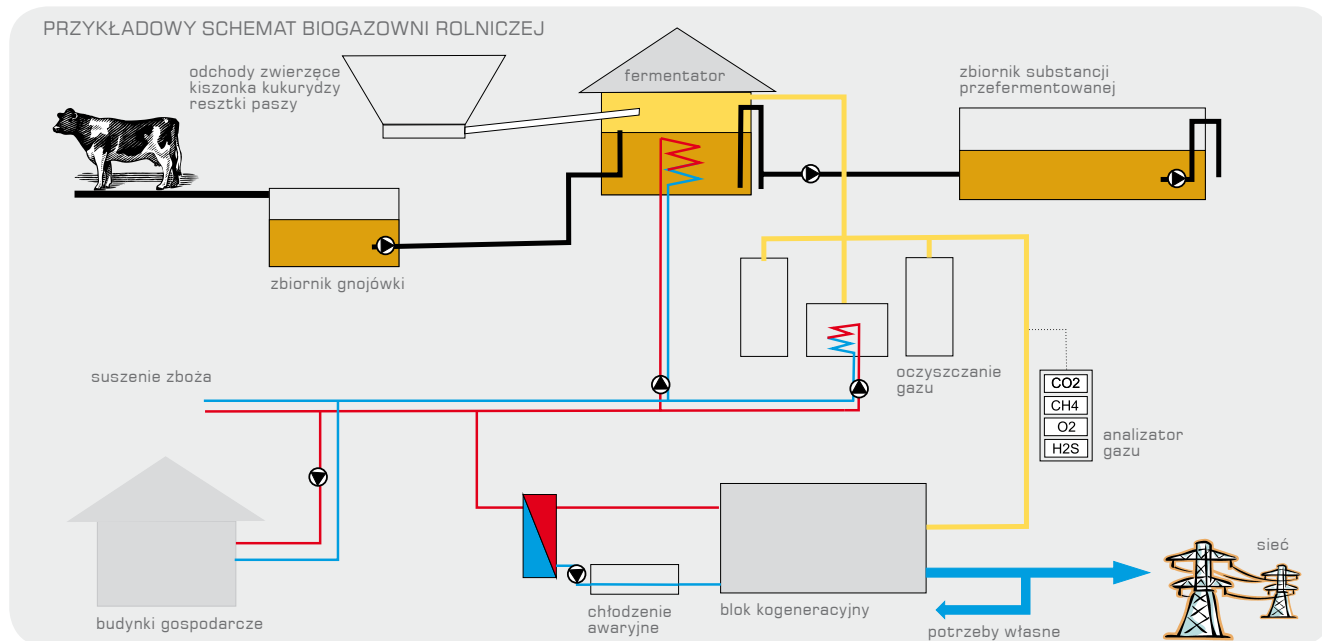 PRZYKŁADOWY SCHEMAT BIOGAZOWNI ROLNICZEJ
odchody zwierzęce
kiszonka kukurydzy
resztki paszy
fermentator
zbiornik substancji
przefermentowanej
zbiornik gnojówki
suszenie zboża
oczyszczanie
gazu
CO2
CH4
O2
H2S
analizator
gazu
budynki gospodarcze
chłodzenie
awaryjne
blok kogeneracyjny
potrzeby własne
sieć